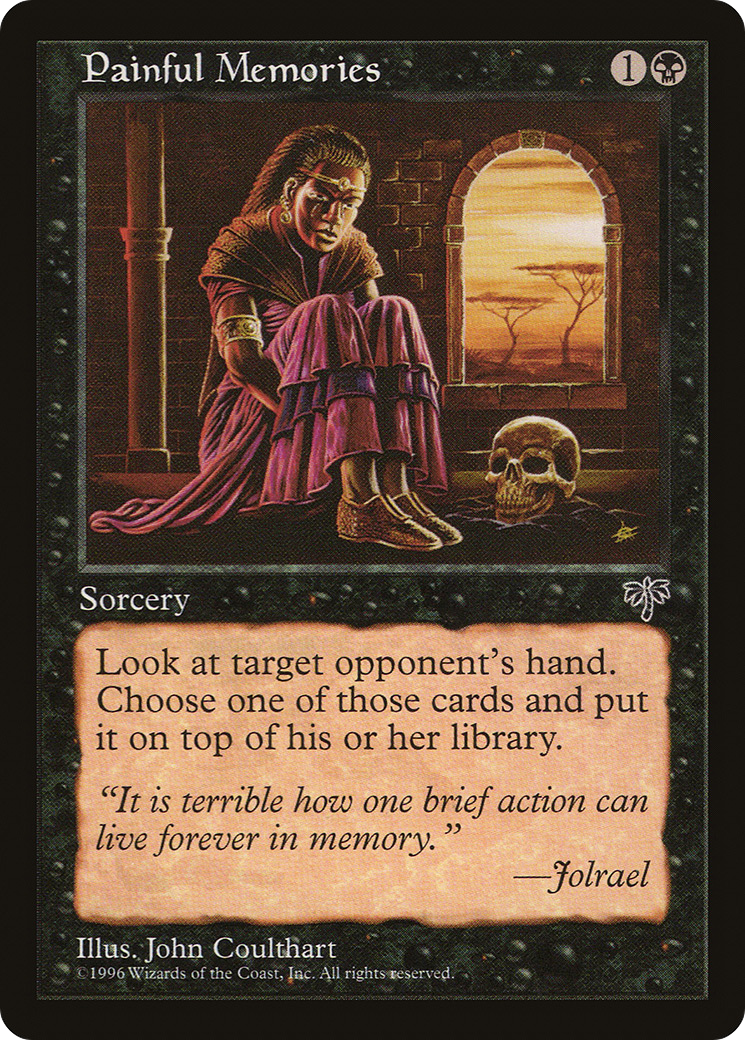 Painful Memories
1
Sorcery
Look at target opponent's hand.
Choose one of those cards and put
it on top of his or her library.
"It is terrible how one brief action can
live forever in memory."
—Jolrael
Illus. John Coulthart
©1996 Wizards of the Coast, Inc. All rights reserved.